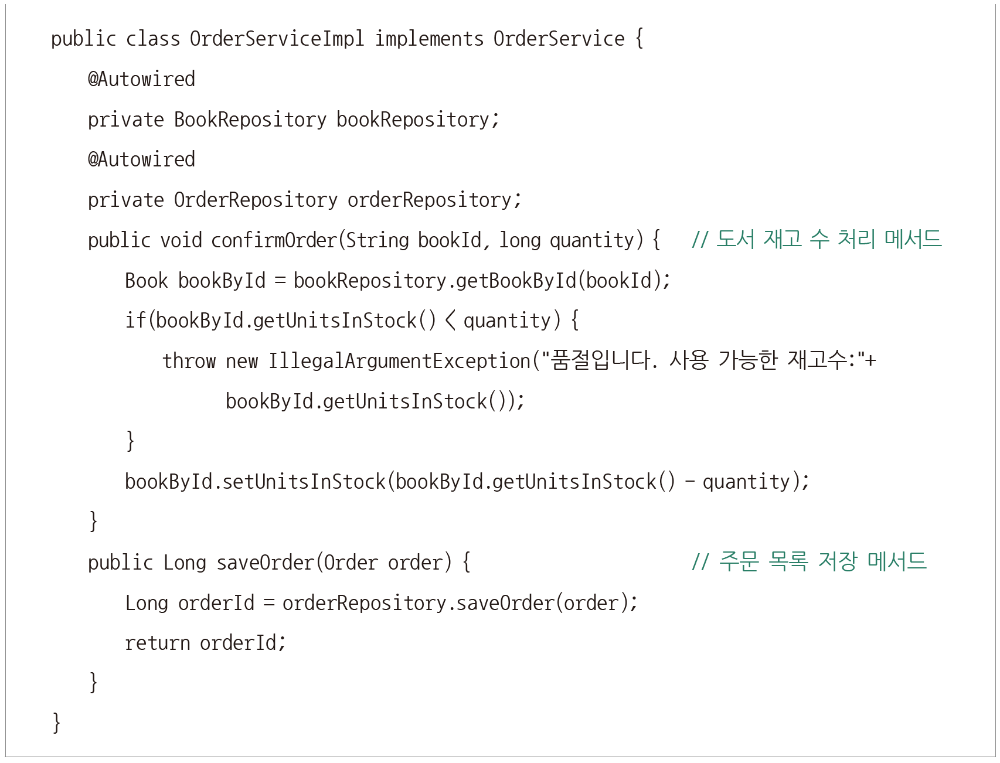 public class OrderServiceImpl implements OrderService {
@Autowired
private BookRepository bookRepository;
@Autowired
private OrderRepository orderRepository;
public void confirmOrder(String bookId, long quantity) { // 도서 재고 수 처리 메서드
Book bookById = bookRepository.getBookById(bookId);
if(bookById.getUnitsInStock() < quantity) {
throw new IllegalArgumentException("품절입니다. 사용 가능한 재고수:"+
bookById.getUnitsInStock());
}
bookById.setUnitsInStock(bookById.getUnitsInStock() - quantity);
}
public Long saveOrder(Order order) { // 주문 목록 저장 메서드
Long orderId = orderRepository.saveOrder(order);
return orderId;
}
}